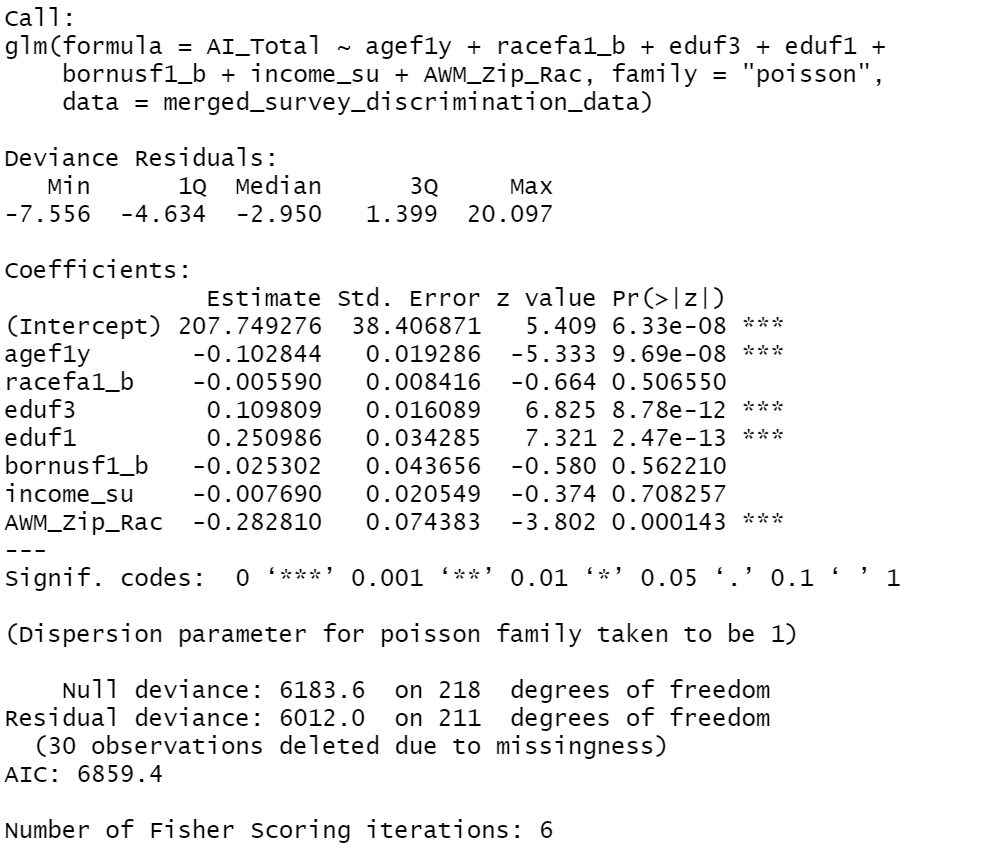 Call:
glm(formula = AI_Total ~ agef1y + racefa1_b + eduf3 + eduf1 +
    bornusf1_b + income_su + AWM_Zip_Rac, family = "poisson",
    data = merged_survey_discrimination_data)

Deviance Residuals:
   Min      1Q  Median      3Q     Max
-7.556  -4.634  -2.950   1.399  20.097

Coefficients:
              Estimate Std. Error z value Pr(>|z|)
(Intercept) 207.749276  38.406871   5.409 6.33e-08 ***
agef1y       -0.102844   0.019286  -5.333 9.69e-08 ***
racefa1_b    -0.005590   0.008416  -0.664 0.506550
eduf3         0.109809   0.016089   6.825 8.78e-12 ***
eduf1         0.250986   0.034285   7.321 2.47e-13 ***
bornusf1_b   -0.025302   0.043656  -0.580 0.562210
income_su    -0.007690   0.020549  -0.374 0.708257
AWM_Zip_Rac  -0.282810   0.074383  -3.802 0.000143 ***
---
Signif. codes:  0 ‘***’ 0.001 ‘**’ 0.01 ‘*’ 0.05 ‘.’ 0.1 ‘ ’ 1

(Dispersion parameter for poisson family taken to be 1)

    Null deviance: 6183.6  on 218  degrees of freedom
Residual deviance: 6012.0  on 211  degrees of freedom
  (30 observations deleted due to missingness)
AIC: 6859.4

Number of Fisher Scoring iterations: 6